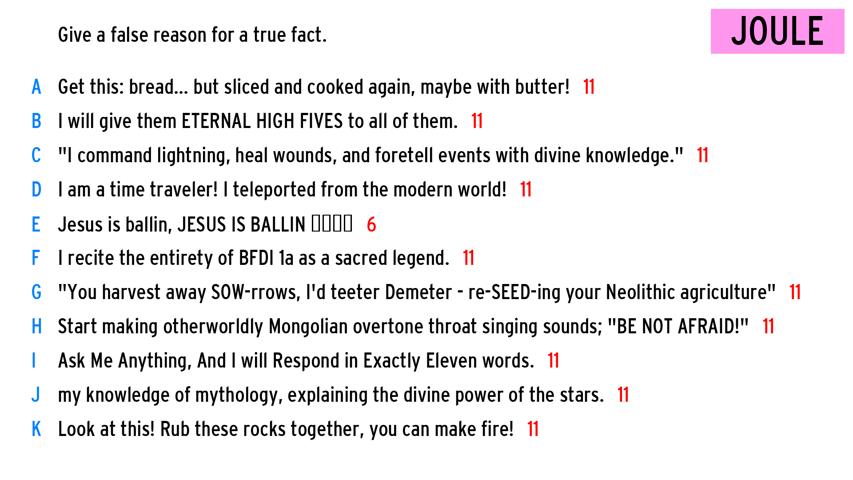 Give a false reason for a true fact.
JOULE
A Get this: bread... but sliced and cooked again, maybe with butter! 11
B I will give them ETERNAL HIGH FIVES to all of them. 11
C "I command lightning, heal wounds, and foretell events with divine knowledge." 11
D I am a time traveler! I teleported from the modern world! 11
E Jesus is ballin, JESUS IS BALLIN 6
F I recite the entirety of BFDI 1a as a sacred legend. 11
G "You harvest away SOW-rrows, I'd teeter Demeter - re-SEED-ing your Neolithic agriculture" 11
H Start making otherworldly Mongolian overtone throat singing sounds; "BE NOT AFRAID!" 11
I Ask Me Anything, And I will Respond in Exactly Eleven words. 11
J my knowledge of mythology, explaining the divine power of the stars. 11
K Look at this! Rub these rocks together, you can make fire! 11